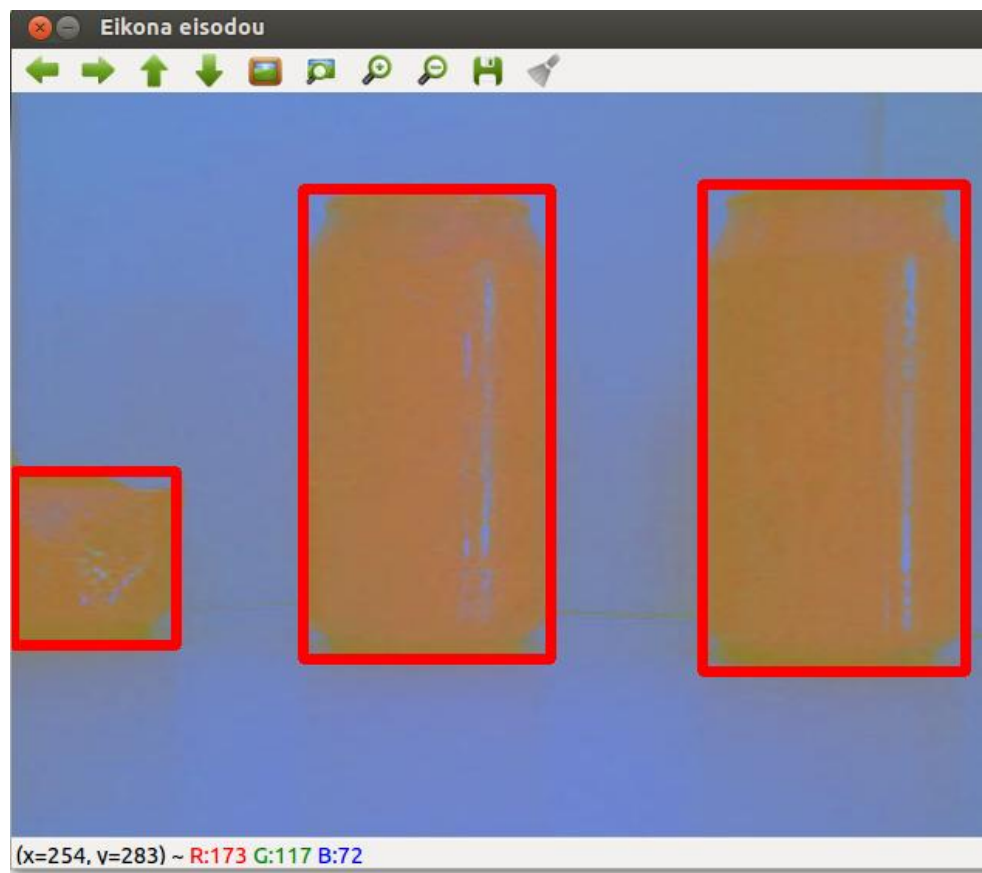 Eikona eisodou
(x=254, y=283) ~ R:173 G:117 B:72